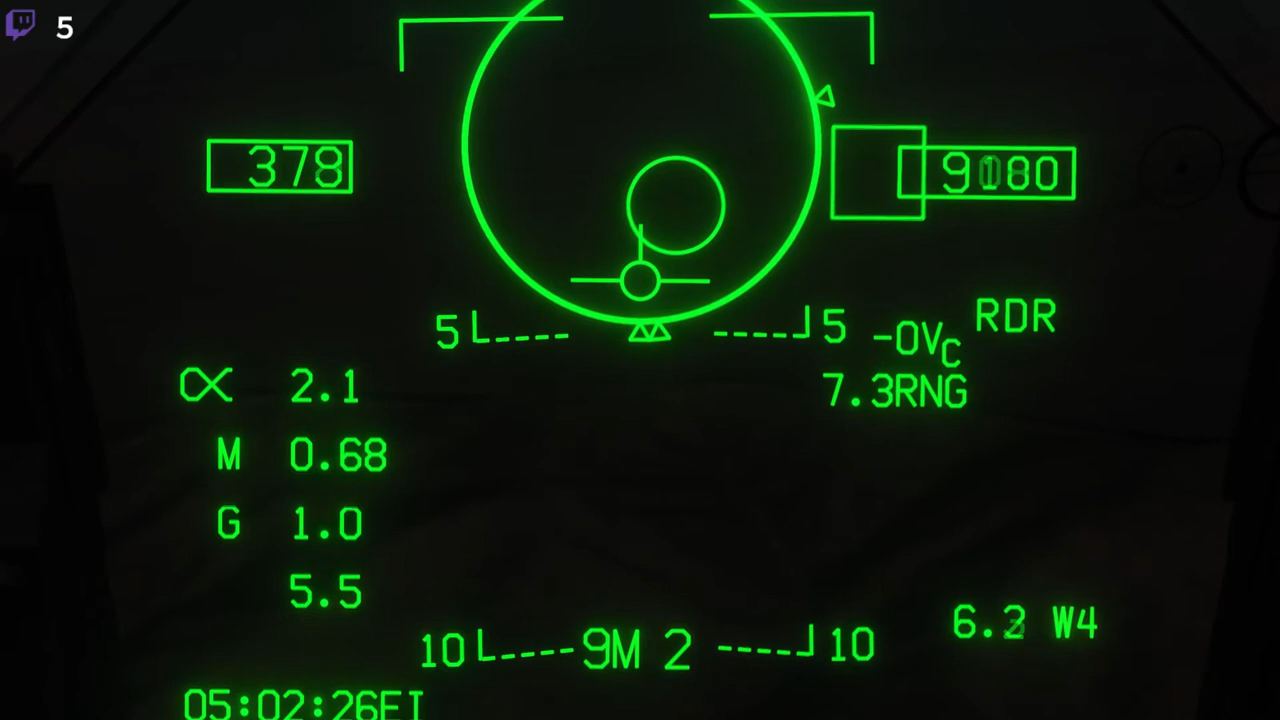 5
378
9180
5 5 -0VC RDR
7.3RNG
α 2.1
M 0.68
G 1.0
5.5
6.2 W4
10 9M 2 10
05:02:26EI